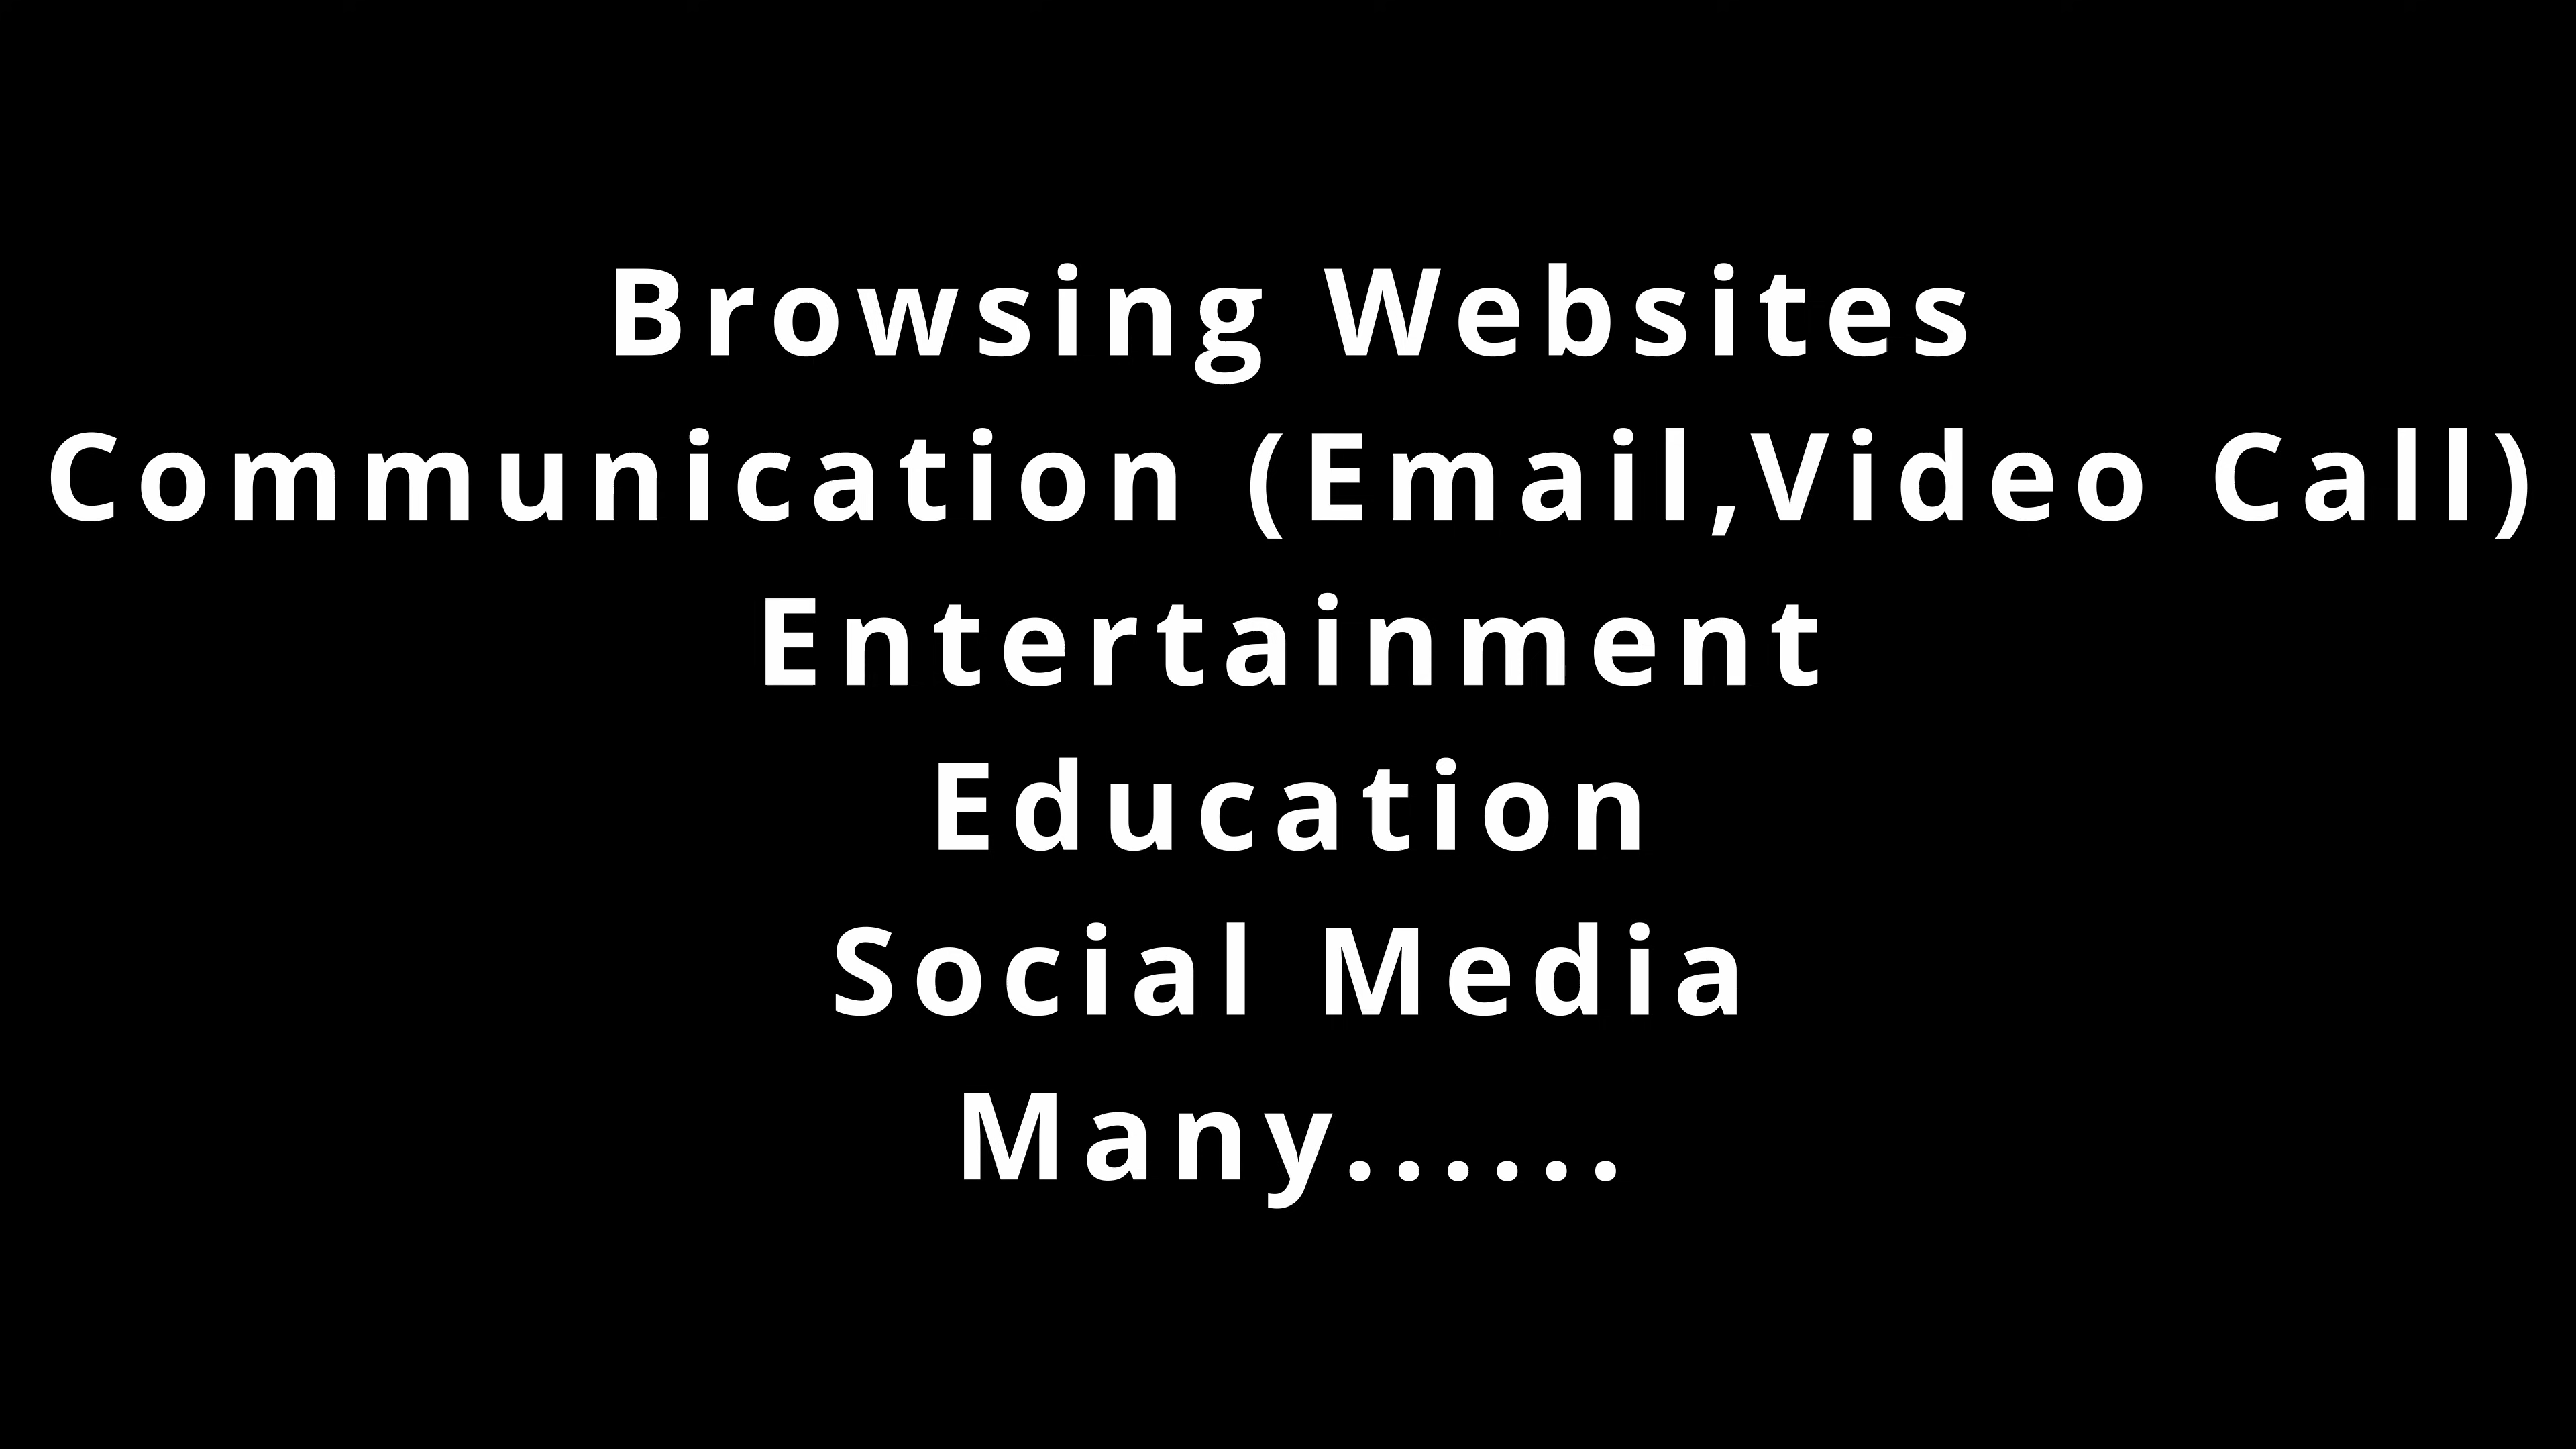 Browsing Websites
Communication (Email,Video Call)
Entertainment
Education
Social Media
Many......